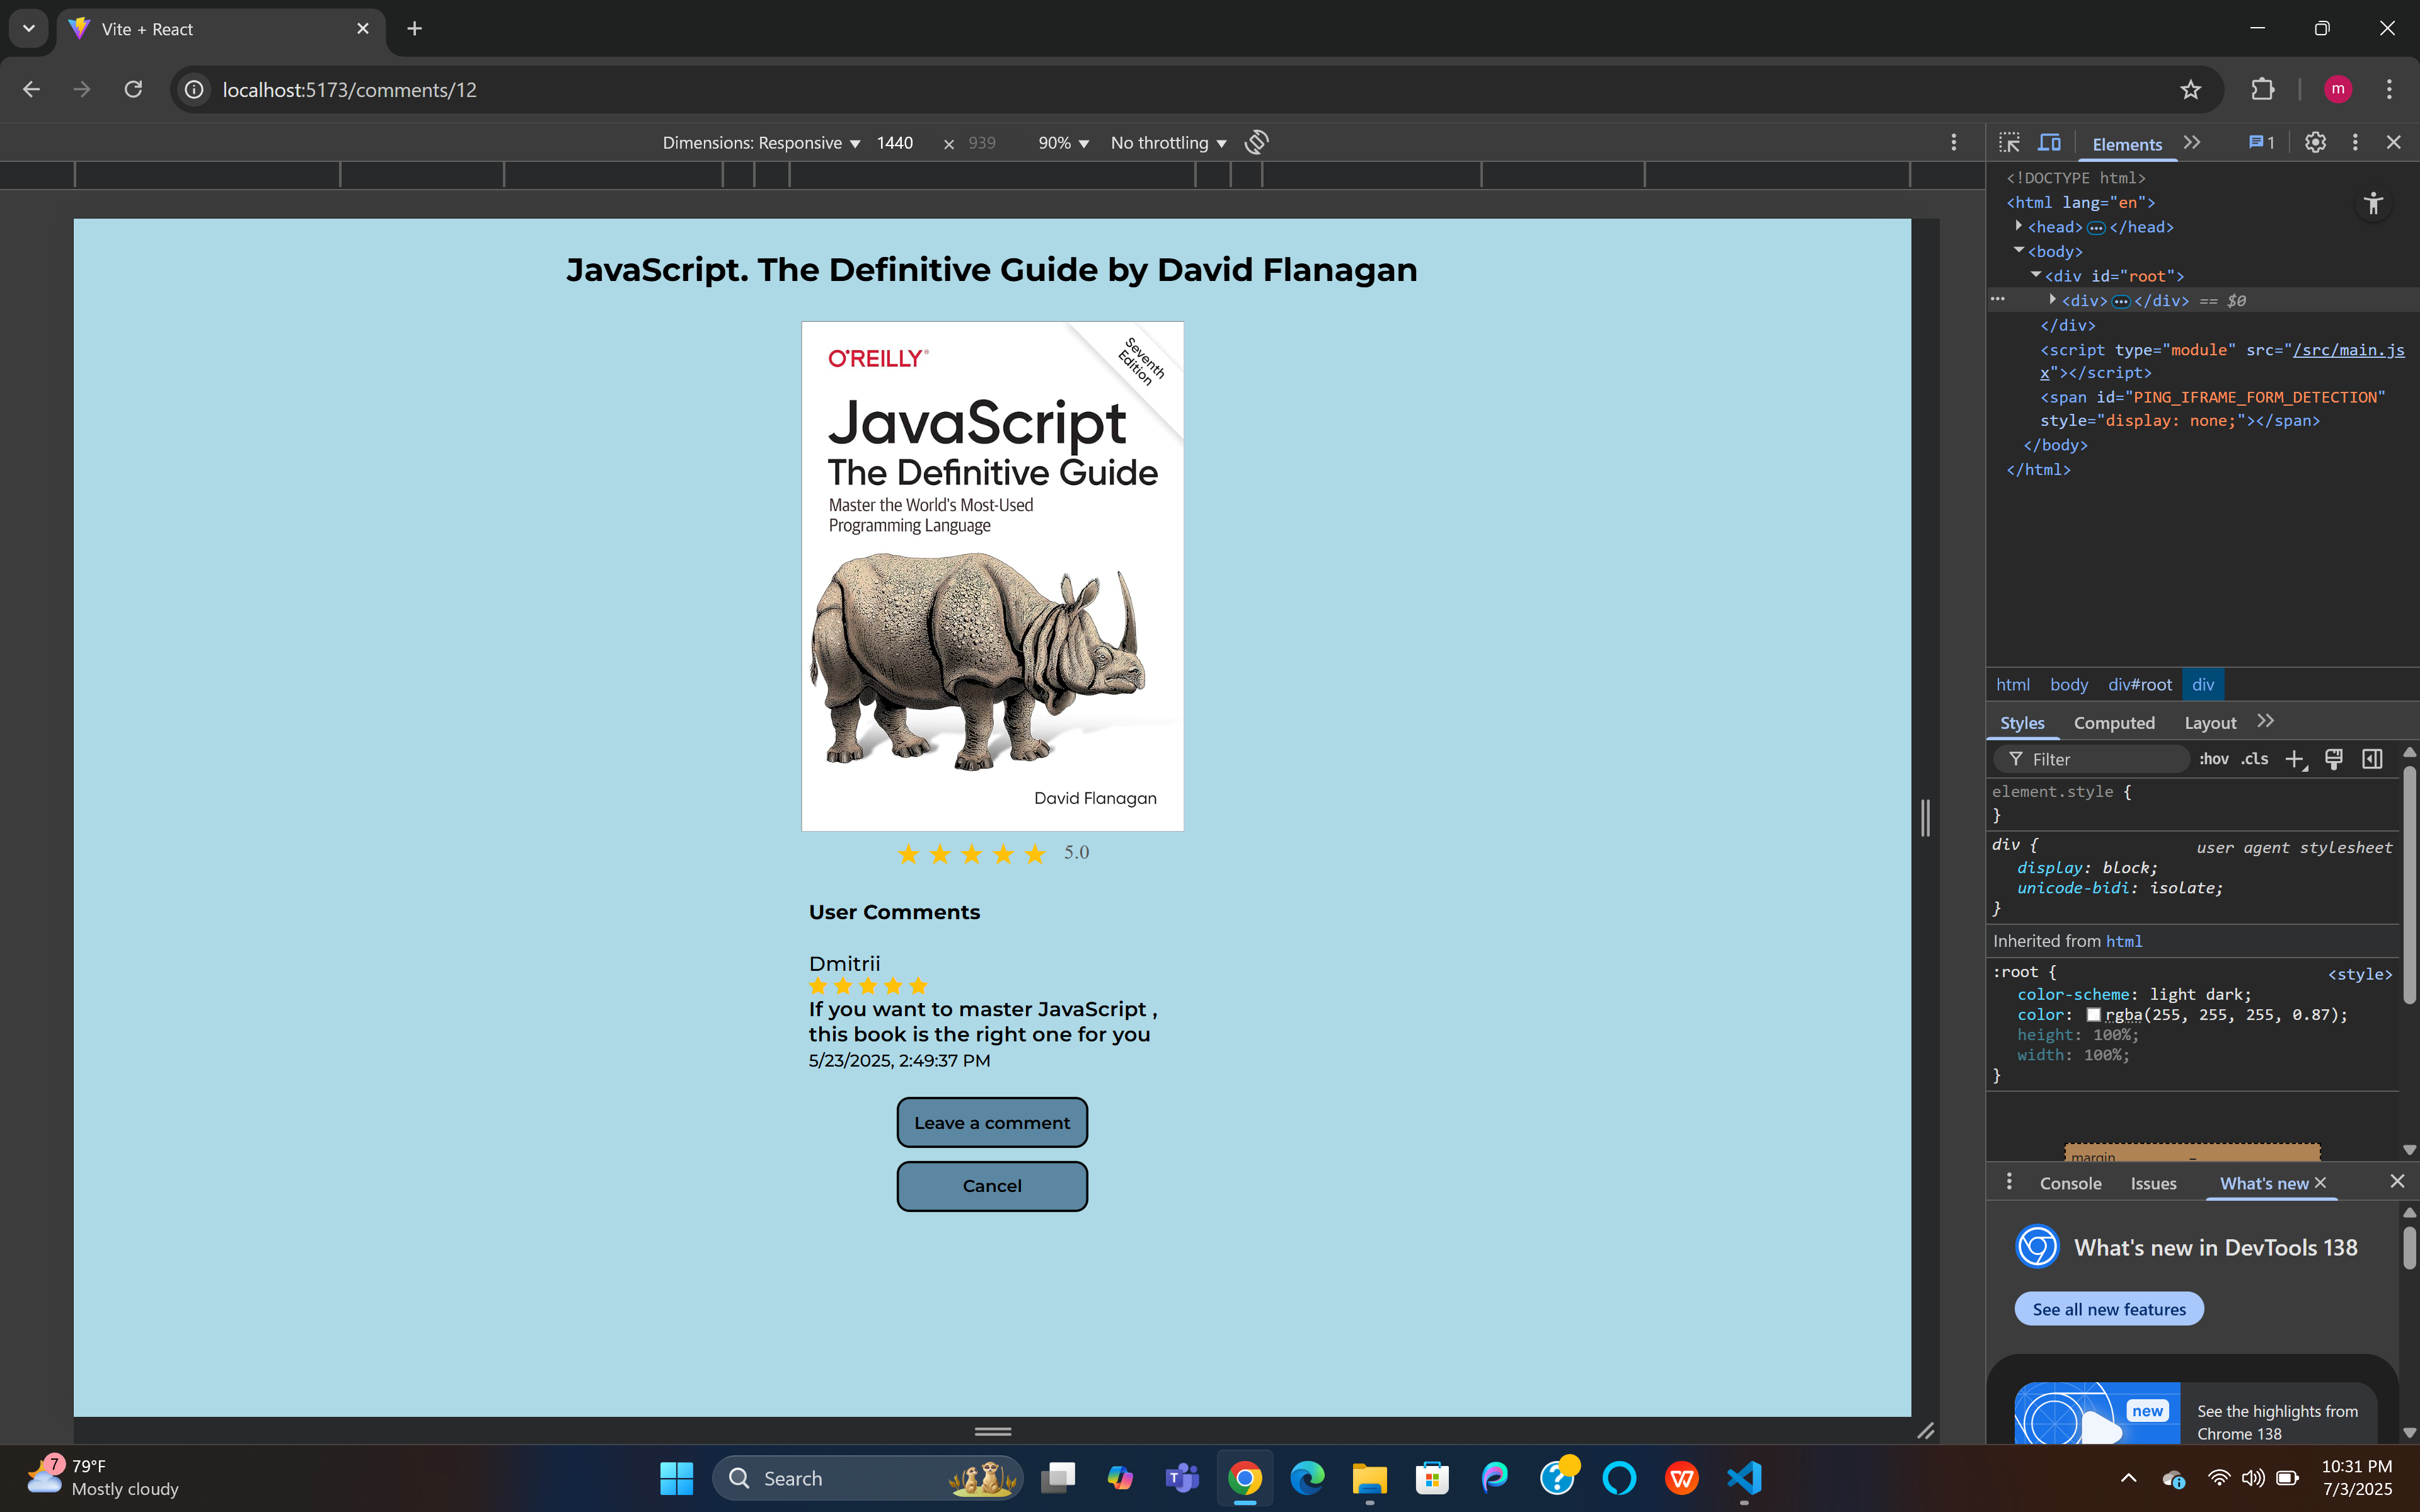 Vite + React
localhost:5173/comments/12
m
Dimensions: Responsive 1440 × 939 90% No throttling
JavaScript. The Definitive Guide by David Flanagan
O'REILLY
Seventh
Edition
JavaScript
The Definitive Guide
Master the World's Most-Used
Programming Language
David Flanagan
5.0
User Comments
Dmitrii
If you want to master JavaScript ,
this book is the right one for you
5/23/2025, 2:49:37 PM
Leave a comment
Cancel
Elements 1
<!DOCTYPE html>
<html lang="en">
<head> </head>
<body>
<div id="root">
<div> </div> == $0
</div>
<script type="module" src="/src/main.js
x"></script>
<span id="PING_IFRAME_FORM_DETECTION"
style="display: none;"></span>
</body>
</html>
html body div#root div
Styles Computed Layout
Filter :hov .cls
element.style {
}
div { user agent stylesheet
display: block;
unicode-bidi: isolate;
}
Inherited from html
:root { <style>
color-scheme: light dark;
color: rgba(255, 255, 255, 0.87);
height: 100%;
width: 100%;
}
margin –
Console Issues What's new
What's new in DevTools 138
See all new features
new
See the highlights from
Chrome 138
7
79°F
Mostly cloudy
Search
10:31 PM
7/3/2025